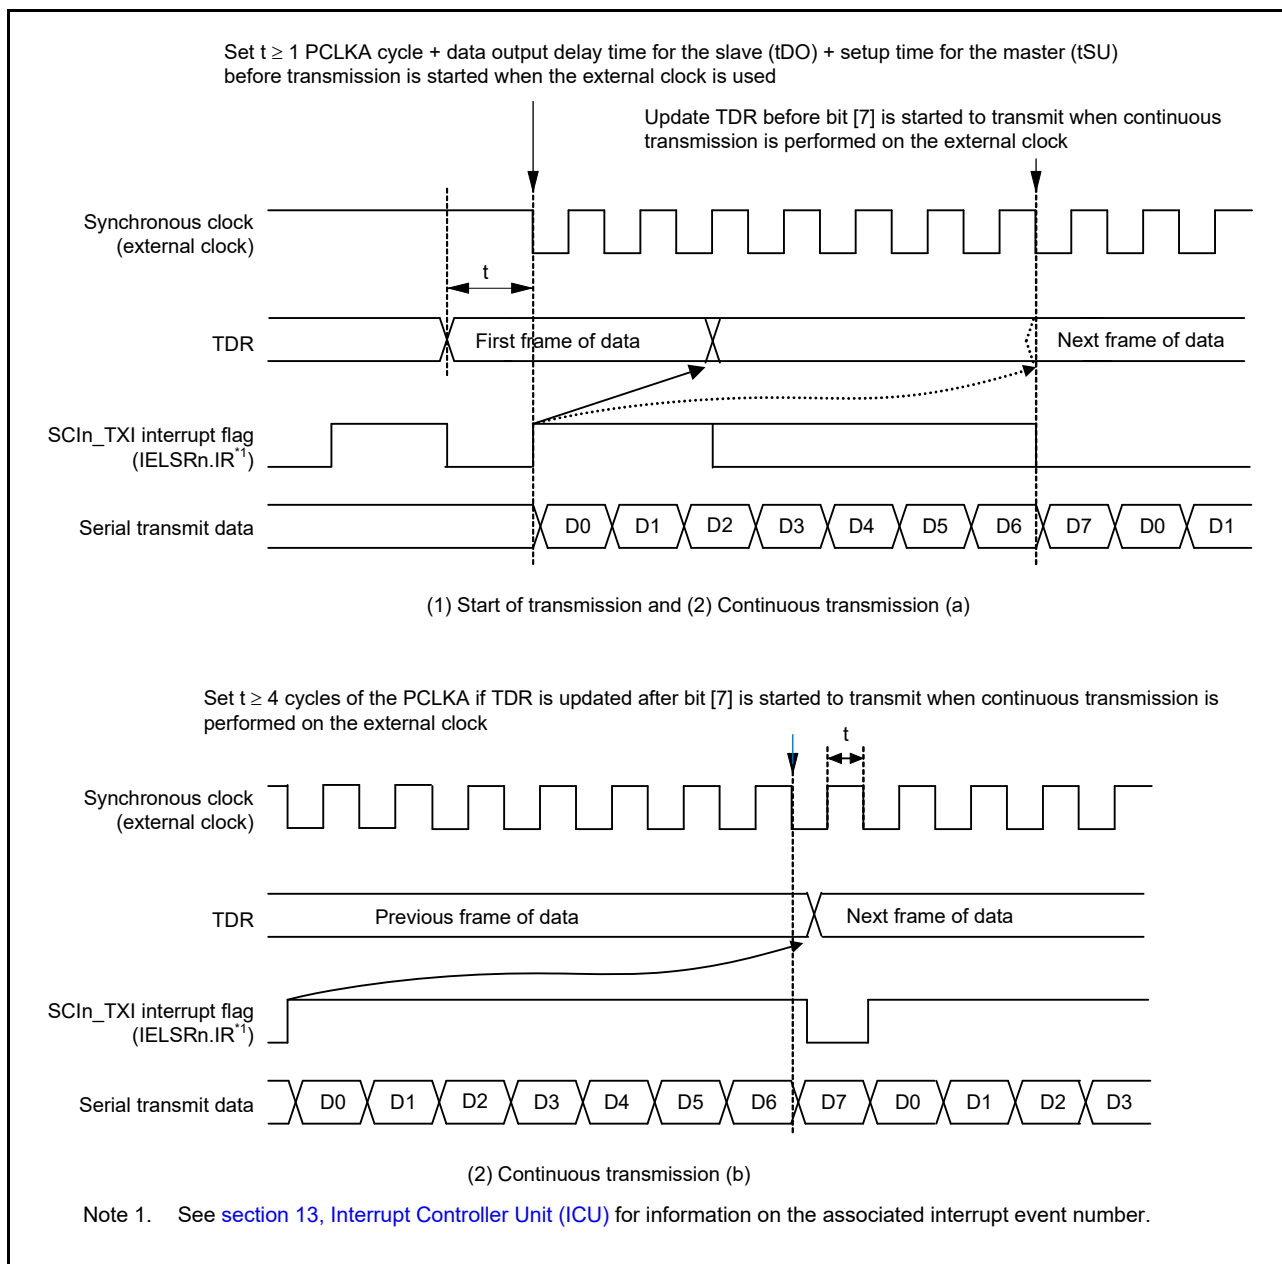 Set t ≥ 1 PCLKA cycle + data output delay time for the slave (tDO) + setup time for the master (tSU)
before transmission is started when the external clock is used
Update TDR before bit [7] is started to transmit when continuous
transmission is performed on the external clock
Synchronous clock
(external clock)
t
TDR
First frame of data
Next frame of data
SCIn_TXI interrupt flag
(IELSRn.IR*1)
Serial transmit data
D0 D1 D2 D3 D4 D5 D6 D7 D0 D1
(1) Start of transmission and (2) Continuous transmission (a)
Set t ≥ 4 cycles of the PCLKA if TDR is updated after bit [7] is started to transmit when continuous transmission is
performed on the external clock
t
Synchronous clock
(external clock)
TDR
Previous frame of data
Next frame of data
SCIn_TXI interrupt flag
(IELSRn.IR*1)
Serial transmit data
D0 D1 D2 D3 D4 D5 D6 D7 D0 D1 D2 D3
(2) Continuous transmission (b)
Note 1. See section 13, Interrupt Controller Unit (ICU) for information on the associated interrupt event number.